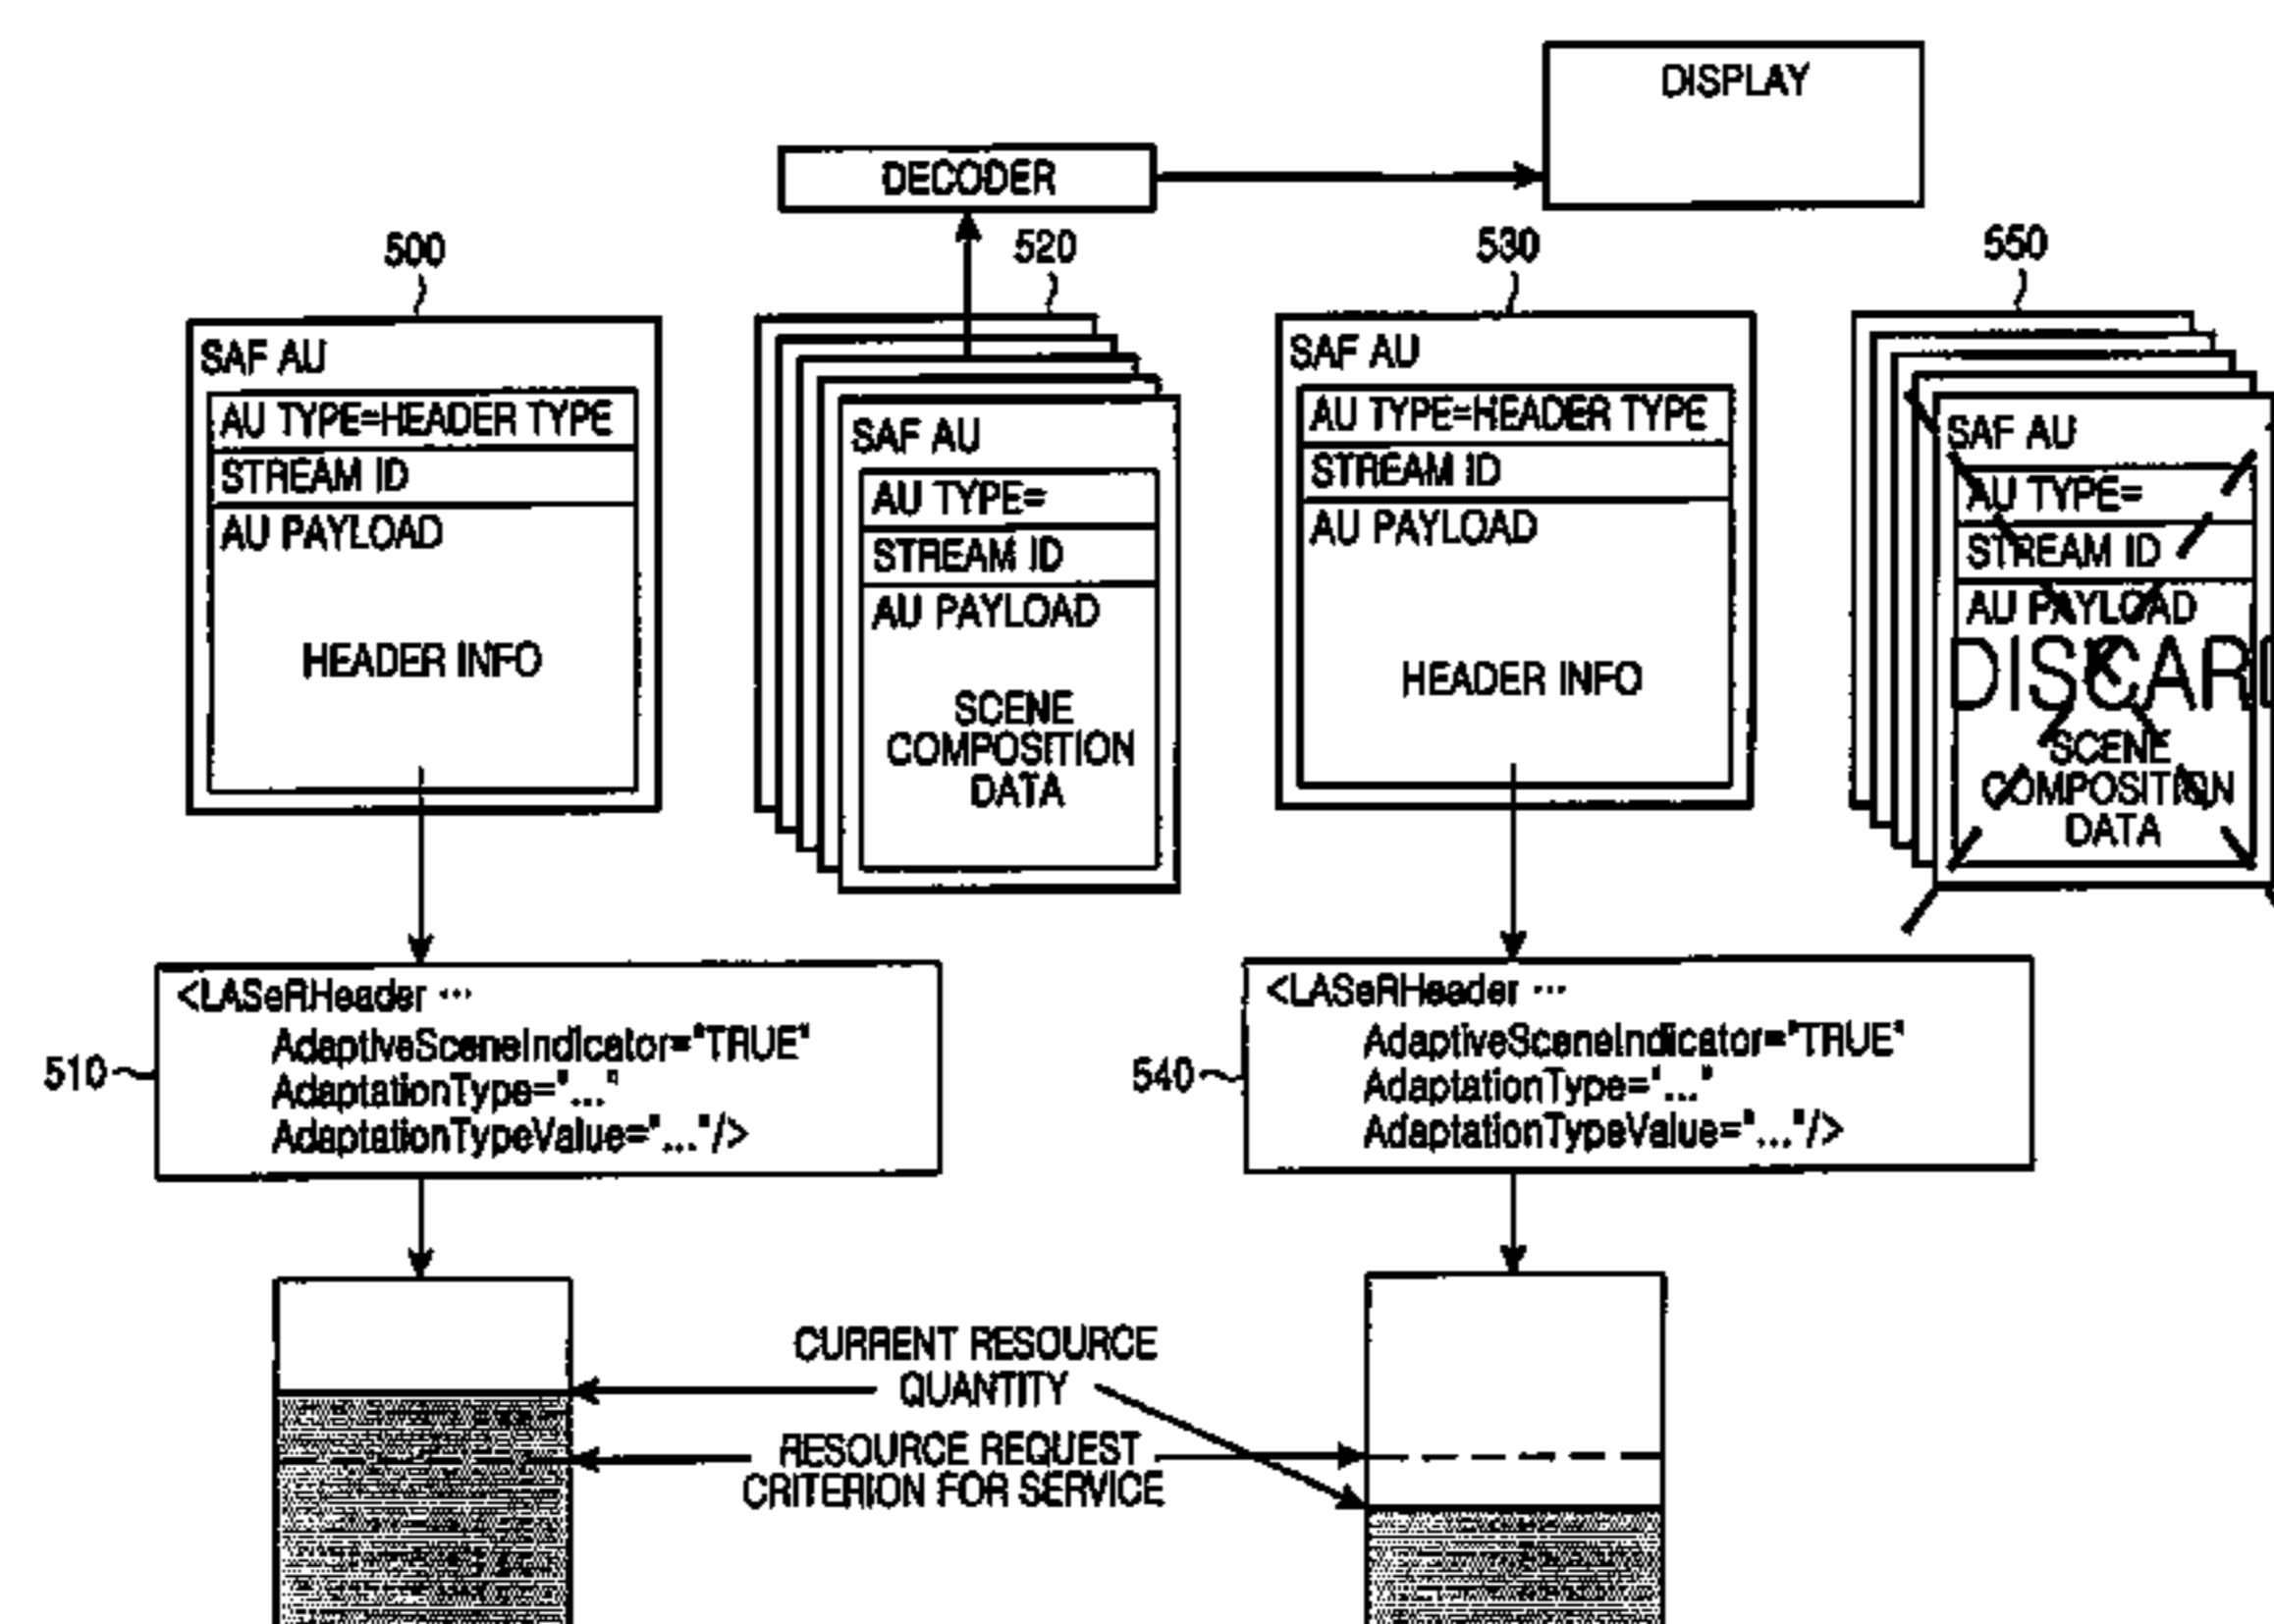 DISPLAY
DECODER
500
520
530
550
SAF AU
AU TYPE=HEADER TYPE
STREAM ID
AU PAYLOAD
HEADER INFO
SAF AU
AU TYPE=
STREAM ID
AU PAYLOAD
SCENE
COMPOSITION
DATA
SAF AU
AU TYPE=HEADER TYPE
STREAM ID
AU PAYLOAD
HEADER INFO
SAF AU
AU TYPE=
STREAM ID
AU PAYLOAD
DISCARD
SCENE
COMPOSITION
DATA
510
<LASeRHeader ...
AdaptiveSceneIndicator="TRUE"
AdaptationType="..."
AdaptationTypeValue="..."/>
540
<LASeRHeader ...
AdaptiveSceneIndicator="TRUE"
AdaptationType="..."
AdaptationTypeValue="..."/>
CURRENT RESOURCE
QUANTITY
RESOURCE REQUEST
CRITERION FOR SERVICE